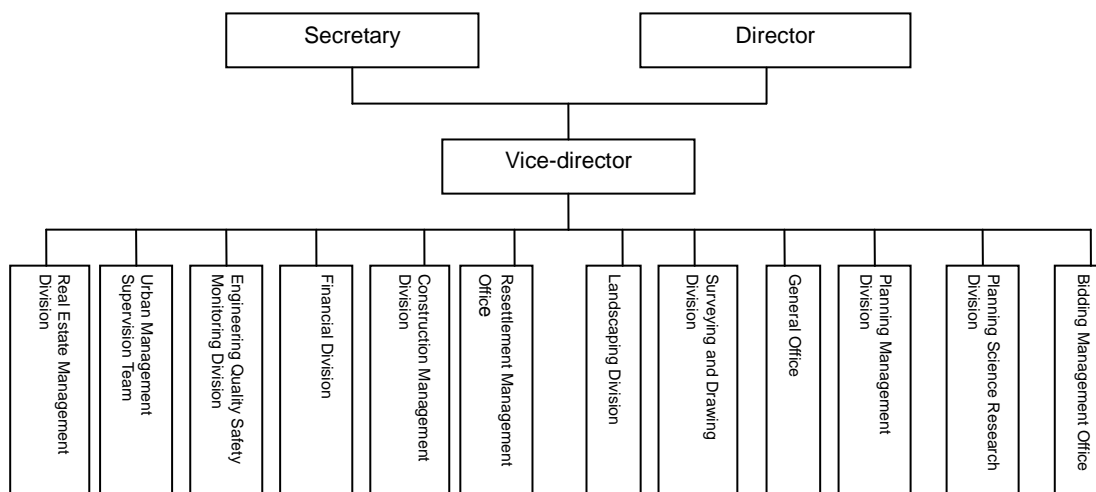 Secretary
Director
Vice-director
Real Estate Management
Division
Urban Management
Supervision Team
Engineering Quality Safety
Monitoring Division
Financial Division
Construction Management
Division
Resettlement Management
Office
Landscaping Division
Surveying and Drawing
Division
General Office
Planning Management
Division
Planning Science Research
Division
Bidding Management Office